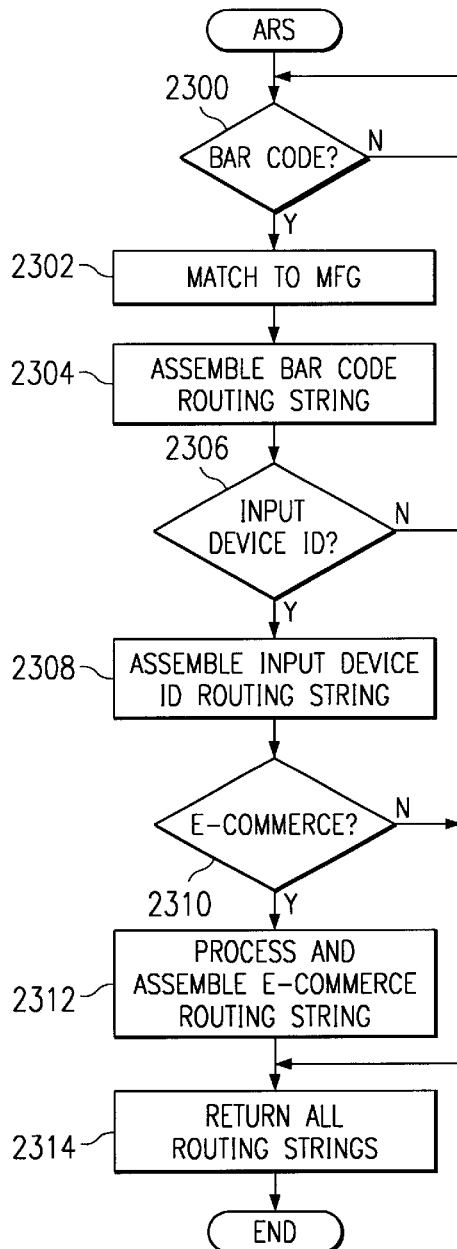 ARS
2300
BAR CODE?
N
Y
2302
MATCH TO MFG
2304
ASSEMBLE BAR CODE
ROUTING STRING
2306
INPUT
DEVICE ID?
N
Y
2308
ASSEMBLE INPUT DEVICE
ID ROUTING STRING
E-COMMERCE?
N
2310
Y
2312
PROCESS AND
ASSEMBLE E-COMMERCE
ROUTING STRING
2314
RETURN ALL
ROUTING STRINGS
END